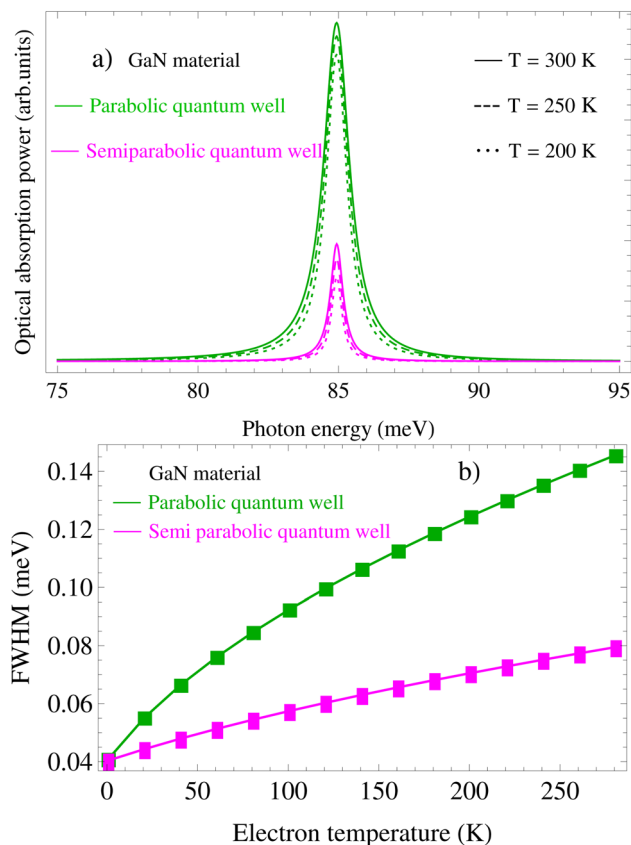 a) GaN material
Parabolic quantum well
Semiparabolic quantum well
T = 300 K
T = 250 K
T = 200 K
Optical absorption power (arb.units)
75 80 85 90 95
Photon energy (meV)
b)
GaN material
Parabolic quantum well
Semi parabolic quantum well
FWHM (meV)
0.14
0.12
0.10
0.08
0.06
0.04
0 50 100 150 200 250
Electron temperature (K)